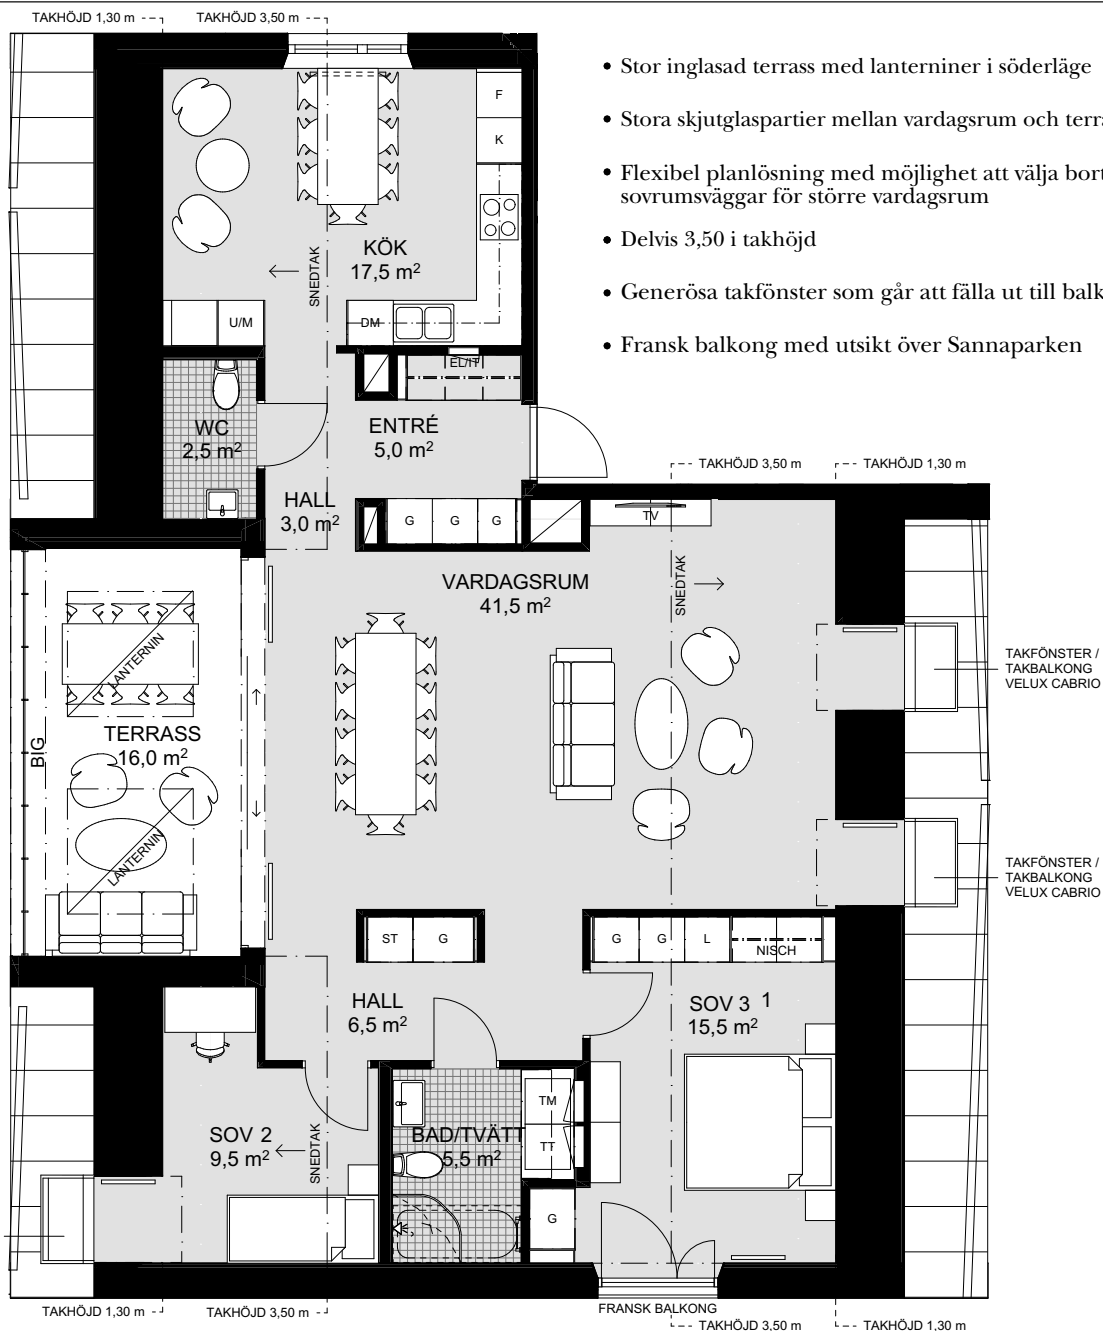 TAKHÖJD 1,30 m
TAKHÖJD 3,50 m
• Stor inglasad terrass med lanterniner i söderläge
• Stora skjutglaspartier mellan vardagsrum och terra
• Flexibel planlösning med möjlighet att välja bort
sovrumsväggar för större vardagsrum
• Delvis 3,50 i takhöjd
• Generösa takfönster som går att fälla ut till balk
• Fransk balkong med utsikt över Sannaparken
F
K
KÖK
17,5 m²
SNEDTAK
U/M
DM
EL/IT
WC
2,5 m²
ENTRÉ
5,0 m²
HALL
3,0 m²
G
G
G
TAKHÖJD 3,50 m
TAKHÖJD 1,30 m
TV
VARDAGSRUM
41,5 m²
SNEDTAK
LANTERNIN
TERRASS
16,0 m²
BIG
LANTERNIN
TAKFÖNSTER /
TAKBALKONG
VELUX CABRIO
TAKFÖNSTER /
TAKBALKONG
VELUX CABRIO
ST
G
G
G
L
NISCH
HALL
6,5 m²
SOV 3 1
15,5 m²
SOV 2
9,5 m²
SNEDTAK
BAD/TVÄTT
5,5 m²
TM
TT
G
FRANSK BALKONG
TAKHÖJD 1,30 m
TAKHÖJD 3,50 m
TAKHÖJD 3,50 m
TAKHÖJD 1,30 m